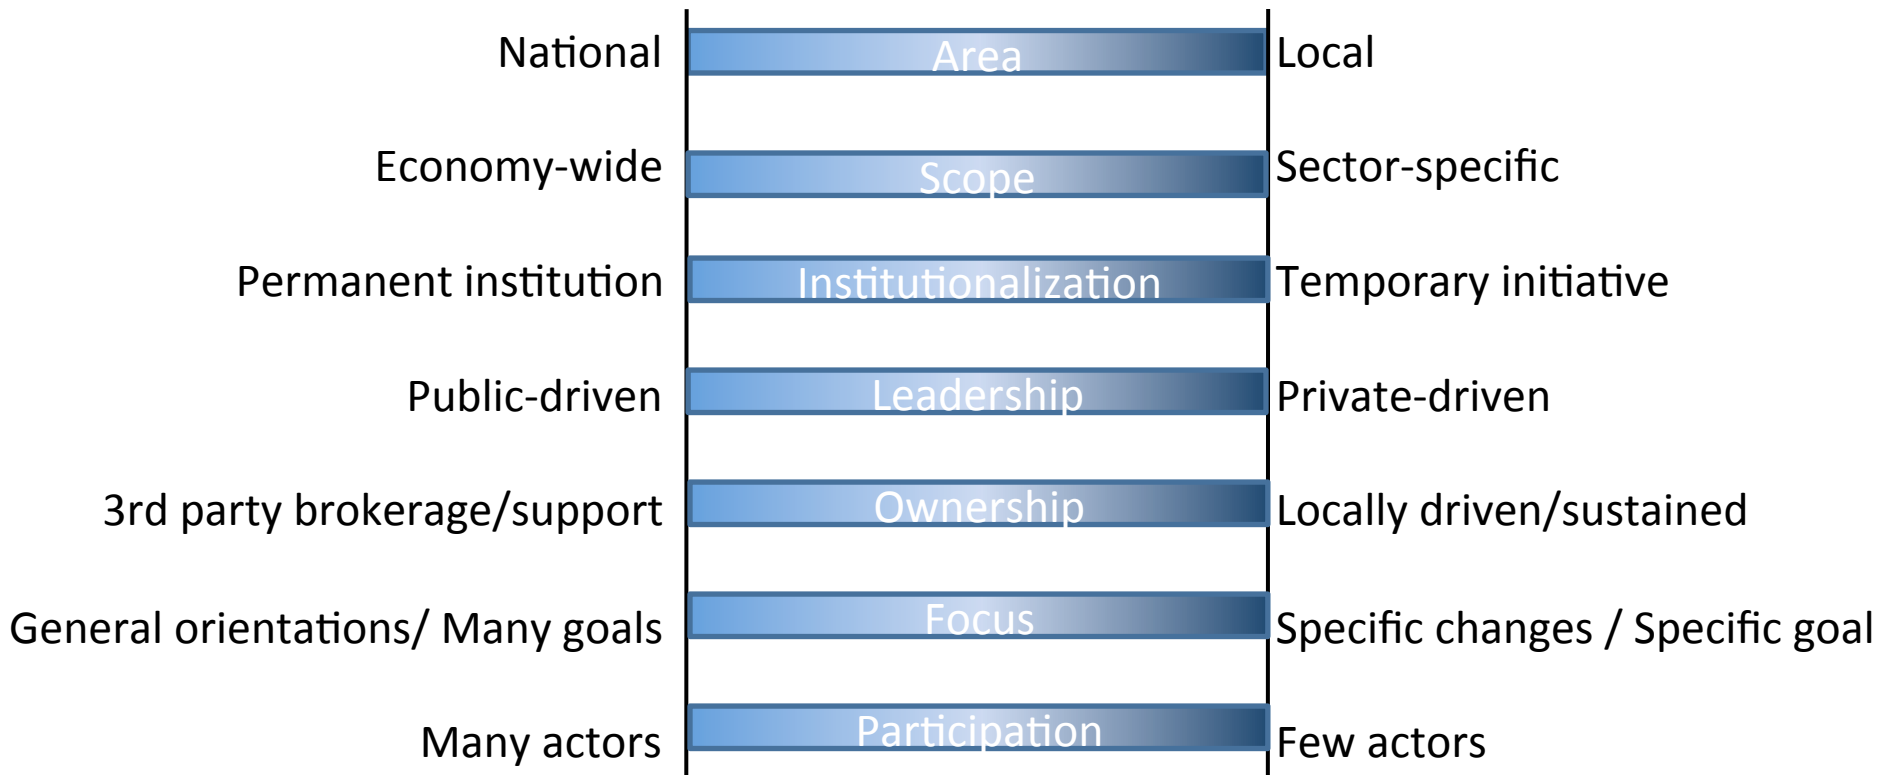 National Area Local
Economy-wide Scope Sector-specific
Permanent institution Institutionalization Temporary initiative
Public-driven Leadership Private-driven
3rd party brokerage/support Ownership Locally driven/sustained
General orientations/ Many goals Focus Specific changes / Specific goal
Many actors Participation Few actors